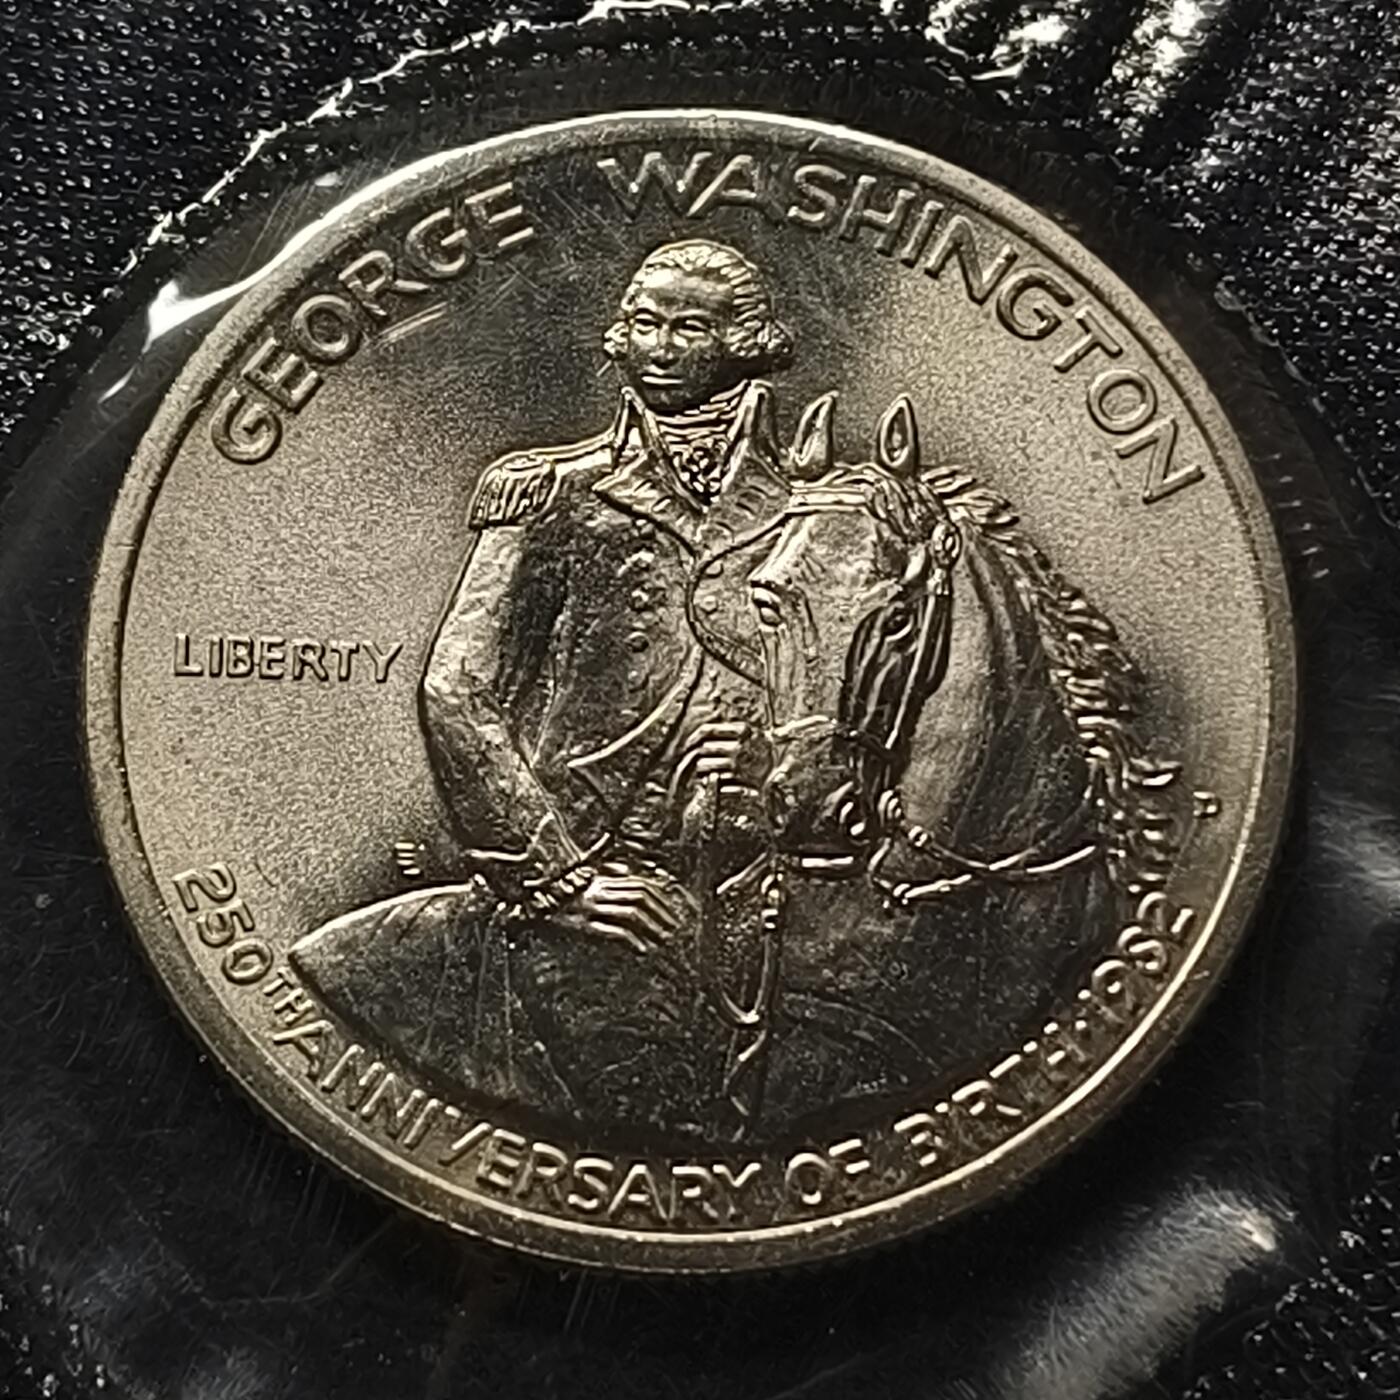 GEORGE WASHINGTON
LIBERTY
250TH ANNIVERSARY OF BIRTH·1982